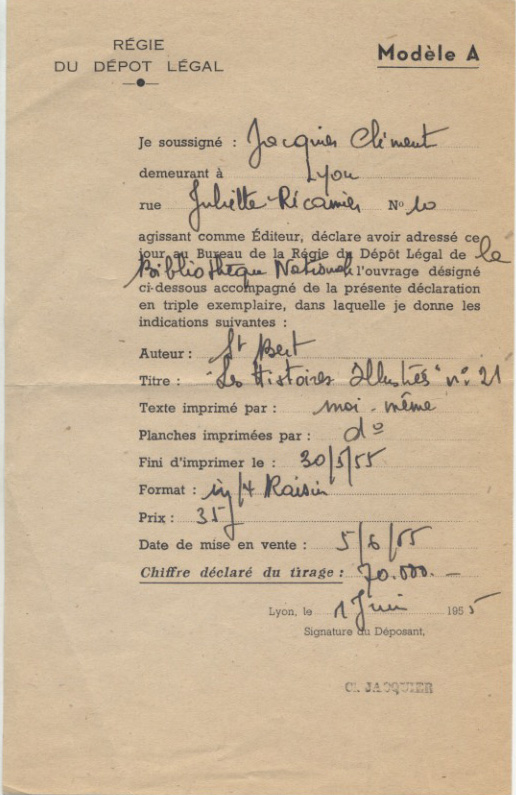 RÉGIE
DU DÉPOT LÉGAL
Modèle A
Je soussigné : Jacques Clément
demeurant à Lyon
rue Juliette-Récamier No 10
agissant comme Éditeur, déclare avoir adressé ce
jour au Bureau de la Régie du Dépôt Légal de la
Bibliothèque Nationale l'ouvrage désigné
ci-dessous accompagné de la présente déclaration
en triple exemplaire, dans laquelle je donne les
indications suivantes :
Auteur : St Bert
Titre : "Les Histoires Illustrés" n° 21
Texte imprimé par : moi-même
Planches imprimées par : d°
Fini d'imprimer le : 30/5/55
Format : in/4 Raisin
Prix : 35
Date de mise en vente : 5/6/55
Chiffre déclaré du tirage : 70.000.—
Lyon, le 1 Juin 1955
Signature du Déposant,
JACQUIER